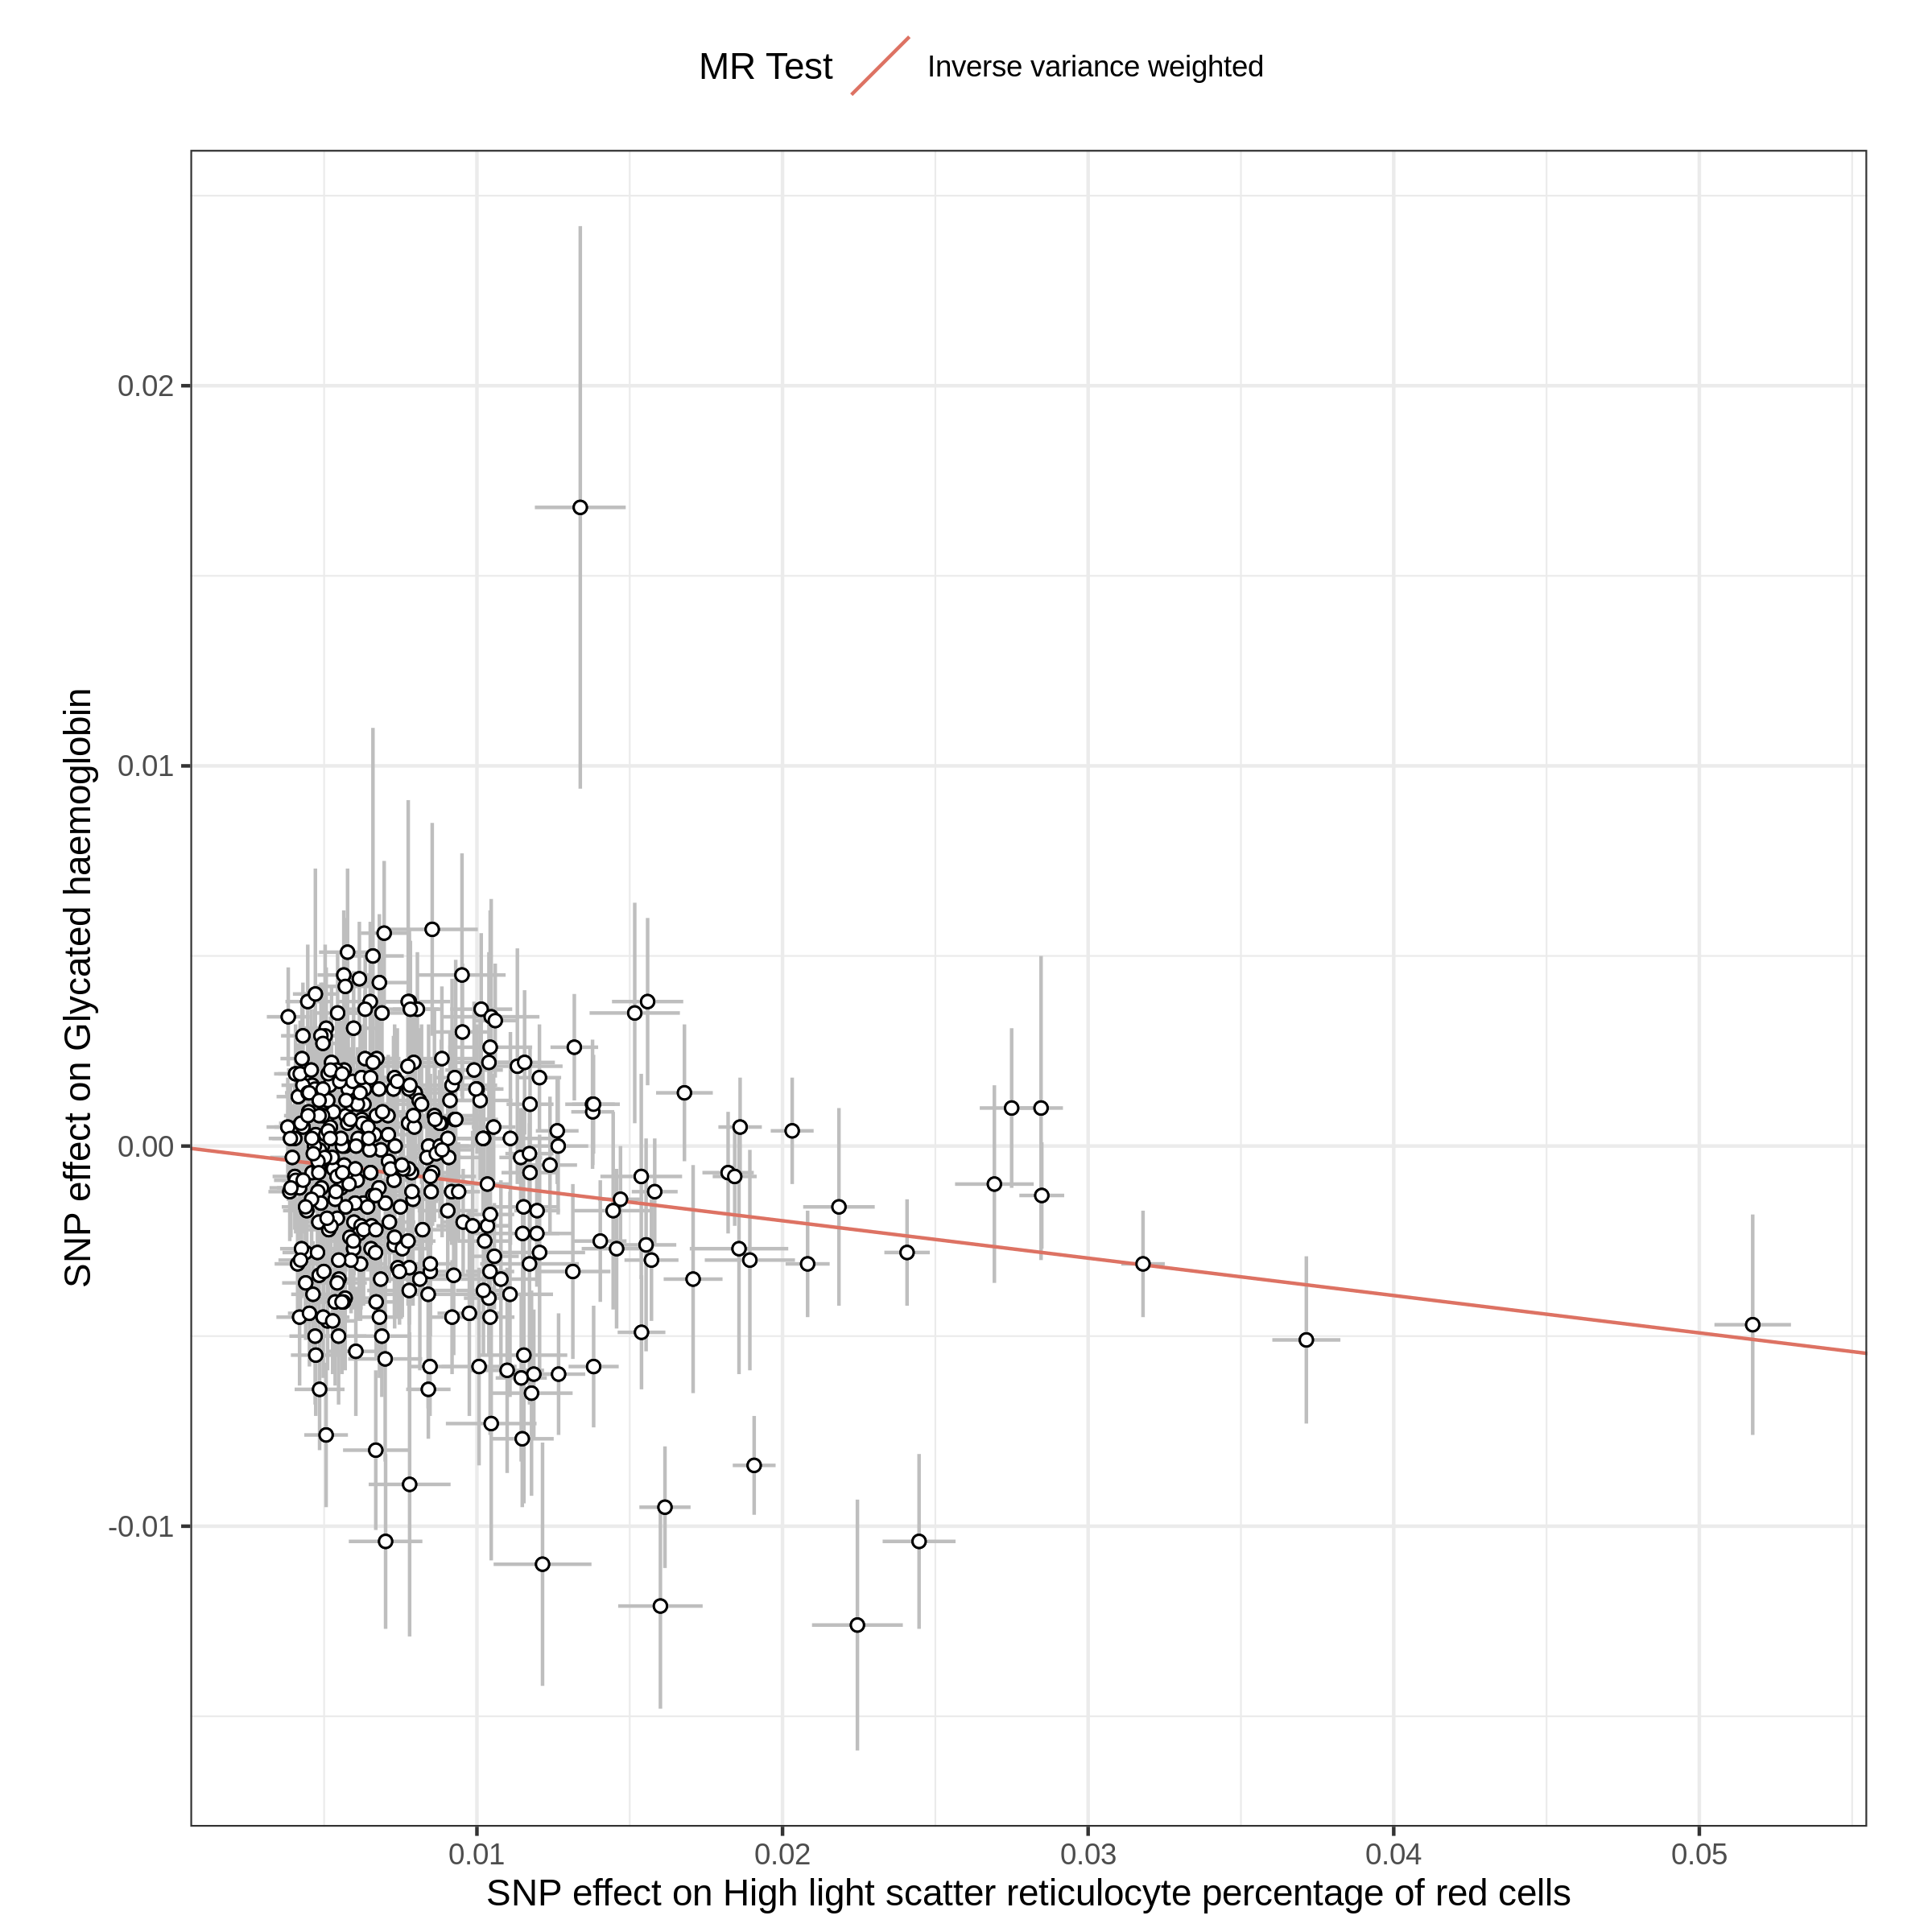 MR Test Inverse variance weighted
SNP effect on Glycated haemoglobin
0.02
0.01
0.00
-0.01
0.01 0.02 0.03 0.04 0.05
SNP effect on High light scatter reticulocyte percentage of red cells